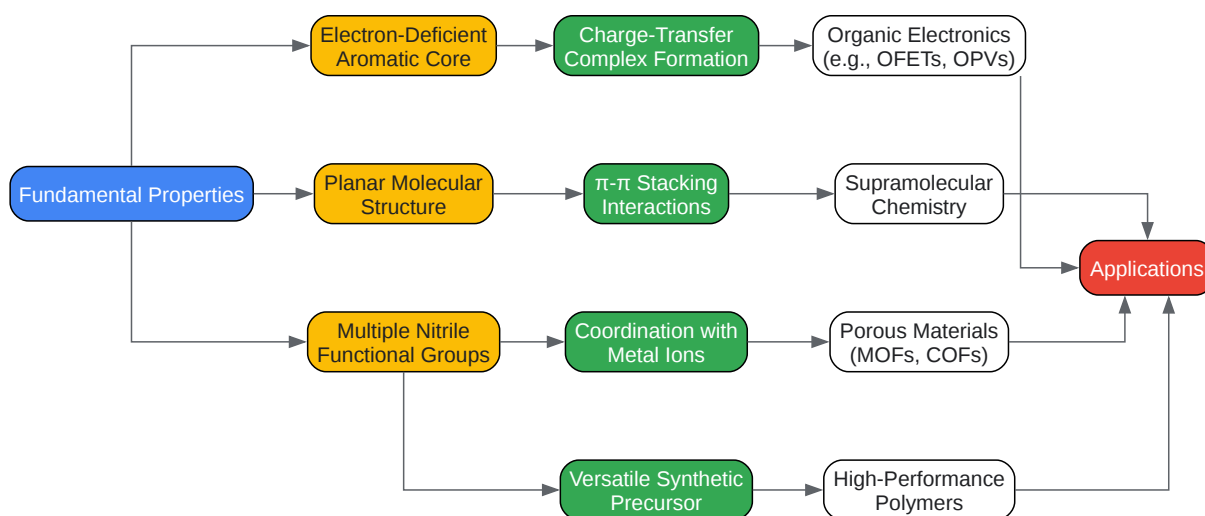 Electron-Deficient
Aromatic Core
Charge-Transfer
Complex Formation
Organic Electronics
(e.g., OFETs, OPVs)
Fundamental Properties
Planar Molecular
Structure
π-π Stacking
Interactions
Supramolecular
Chemistry
Applications
Multiple Nitrile
Functional Groups
Coordination with
Metal Ions
Porous Materials
(MOFs, COFs)
Versatile Synthetic
Precursor
High-Performance
Polymers